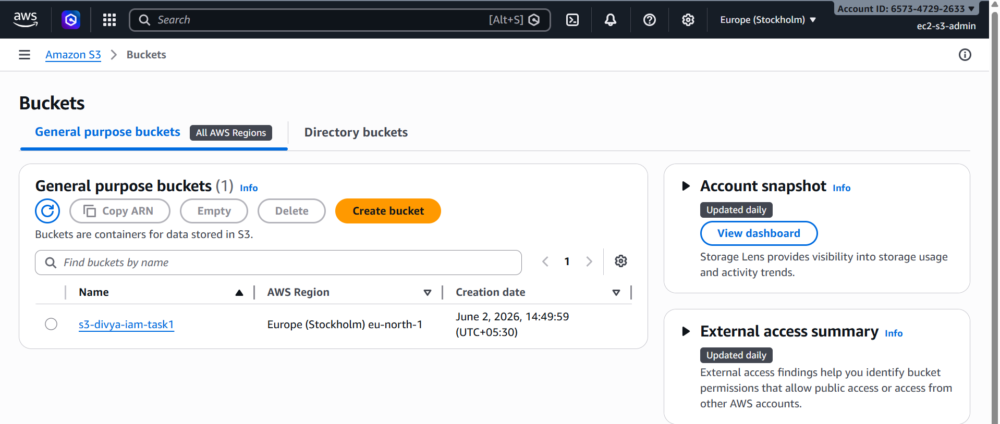 aws
Search [Alt+S]
Europe (Stockholm)
Account ID: 6573-4729-2633
ec2-s3-admin
Amazon S3 Buckets
Buckets
General purpose buckets All AWS Regions Directory buckets
General purpose buckets (1) Info
Copy ARN Empty Delete Create bucket
Buckets are containers for data stored in S3.
Find buckets by name
1
Name AWS Region Creation date
s3-divya-iam-task1 Europe (Stockholm) eu-north-1 June 2, 2026, 14:49:59
(UTC+05:30)
Account snapshot Info
Updated daily
View dashboard
Storage Lens provides visibility into storage usage
and activity trends.
External access summary Info
Updated daily
External access findings help you identify bucket
permissions that allow public access or access from
other AWS accounts.